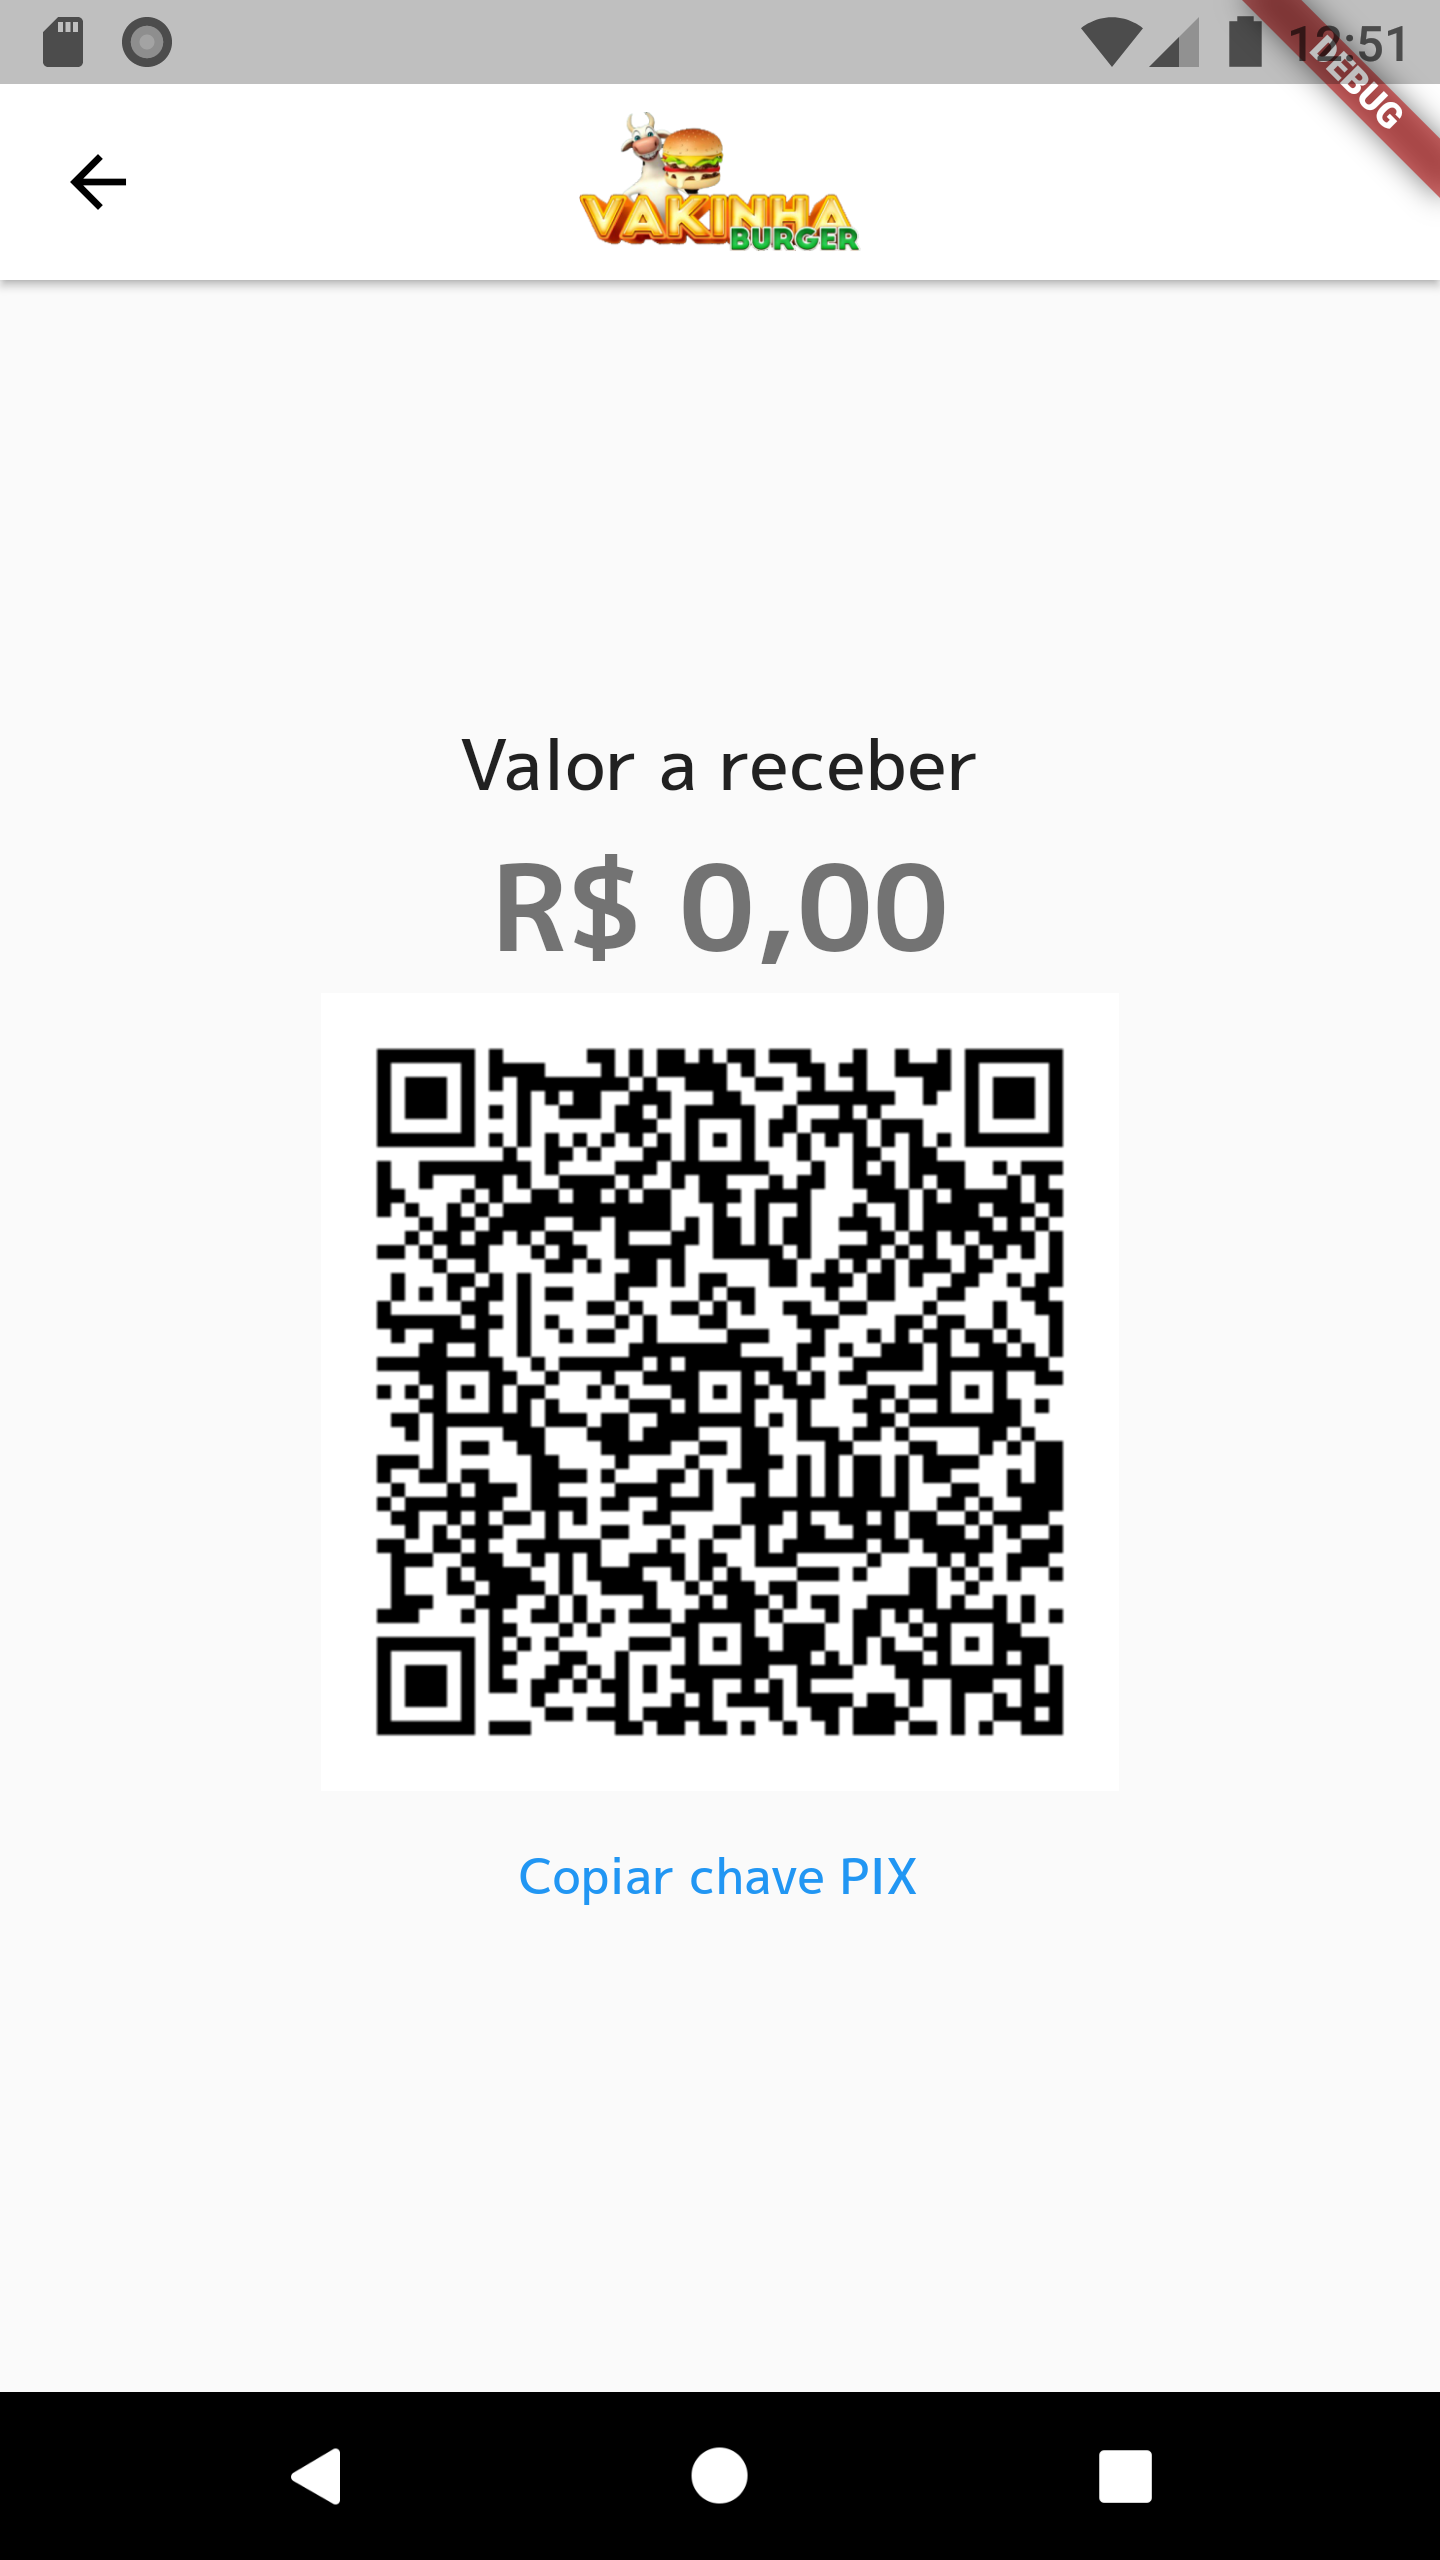 12:51
DEBUG
VAKINHA
BURGER
Valor a receber
R$ 0,00
Copiar chave PIX